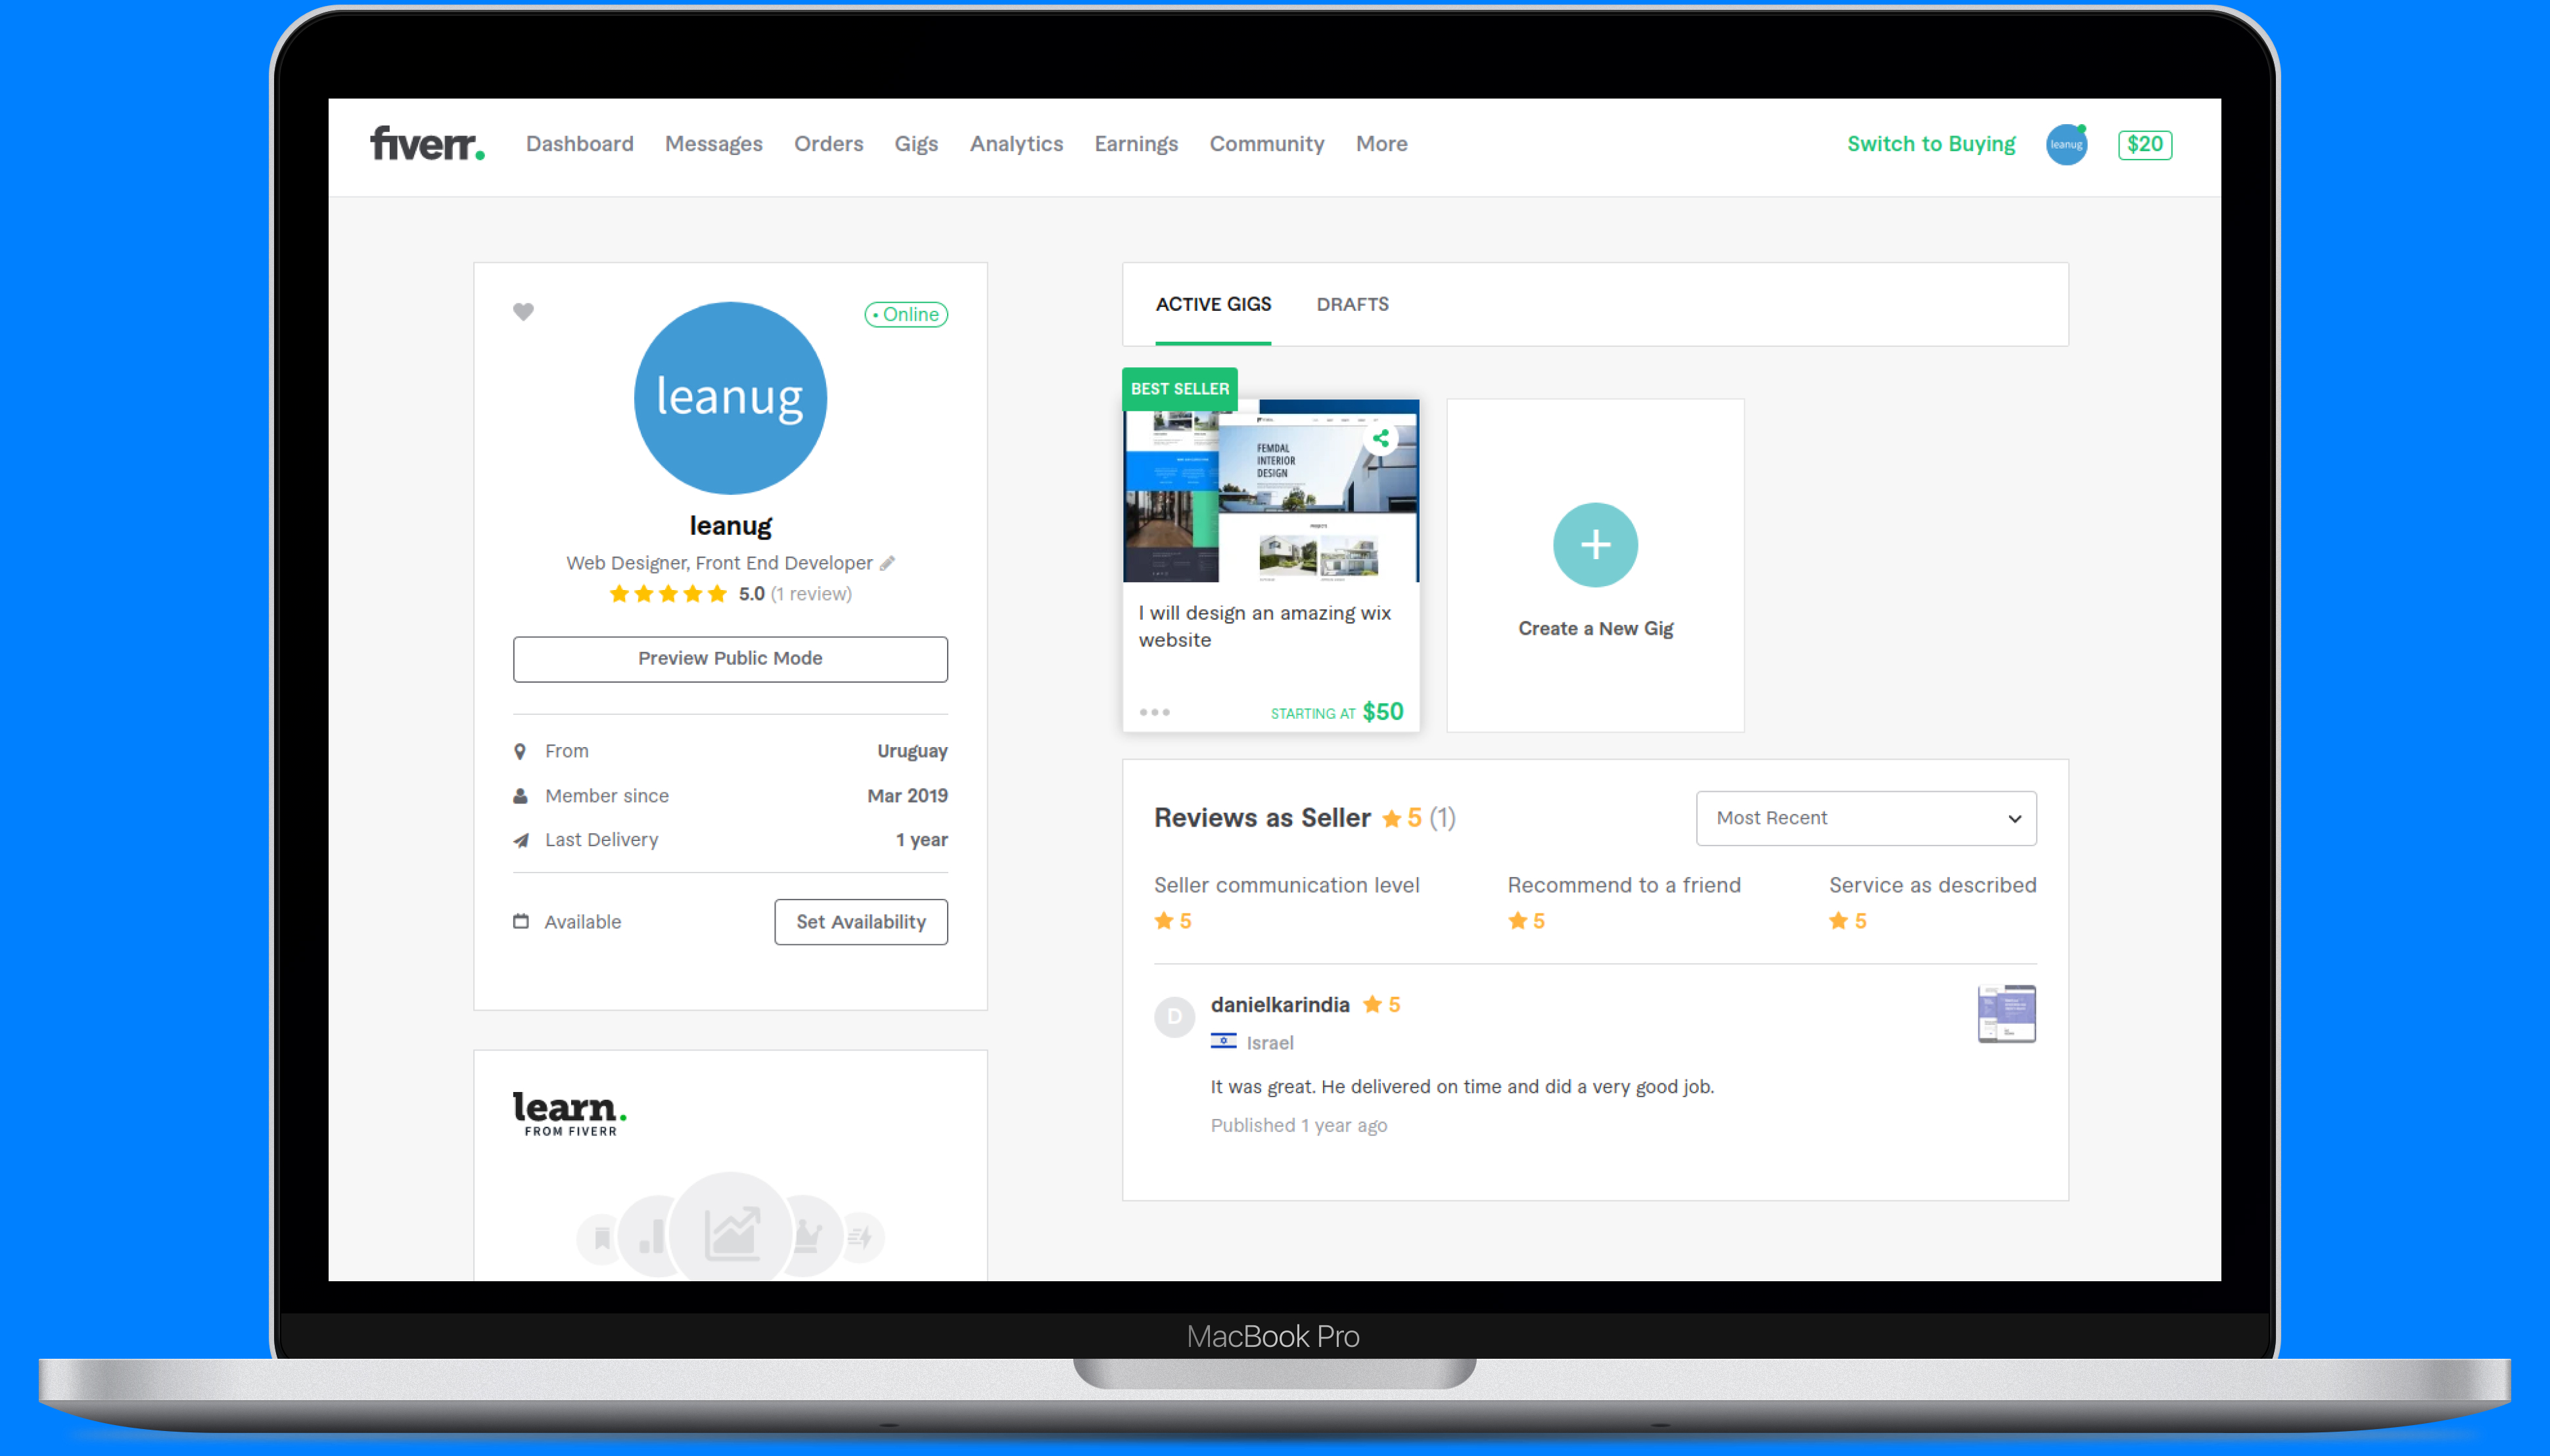 fiverr.
Dashboard
Messages
Orders
Gigs
Analytics
Earnings
Community
More
Switch to Buying
leanug
$20
• Online
leanug
leanug
Web Designer, Front End Developer
5.0 (1 review)
Preview Public Mode
From Uruguay
Member since Mar 2019
Last Delivery 1 year
Available Set Availability
learn.
FROM FIVERR
ACTIVE GIGS
DRAFTS
BEST SELLER
FEMDAL
INTERIOR
DESIGN
PROJECTS
I will design an amazing wix
website
STARTING AT $50
+
Create a New Gig
Reviews as Seller 5 (1)
Most Recent
Seller communication level
5
Recommend to a friend
5
Service as described
5
D
danielkarindia 5
Israel
It was great. He delivered on time and did a very good job.
Published 1 year ago
MacBook Pro